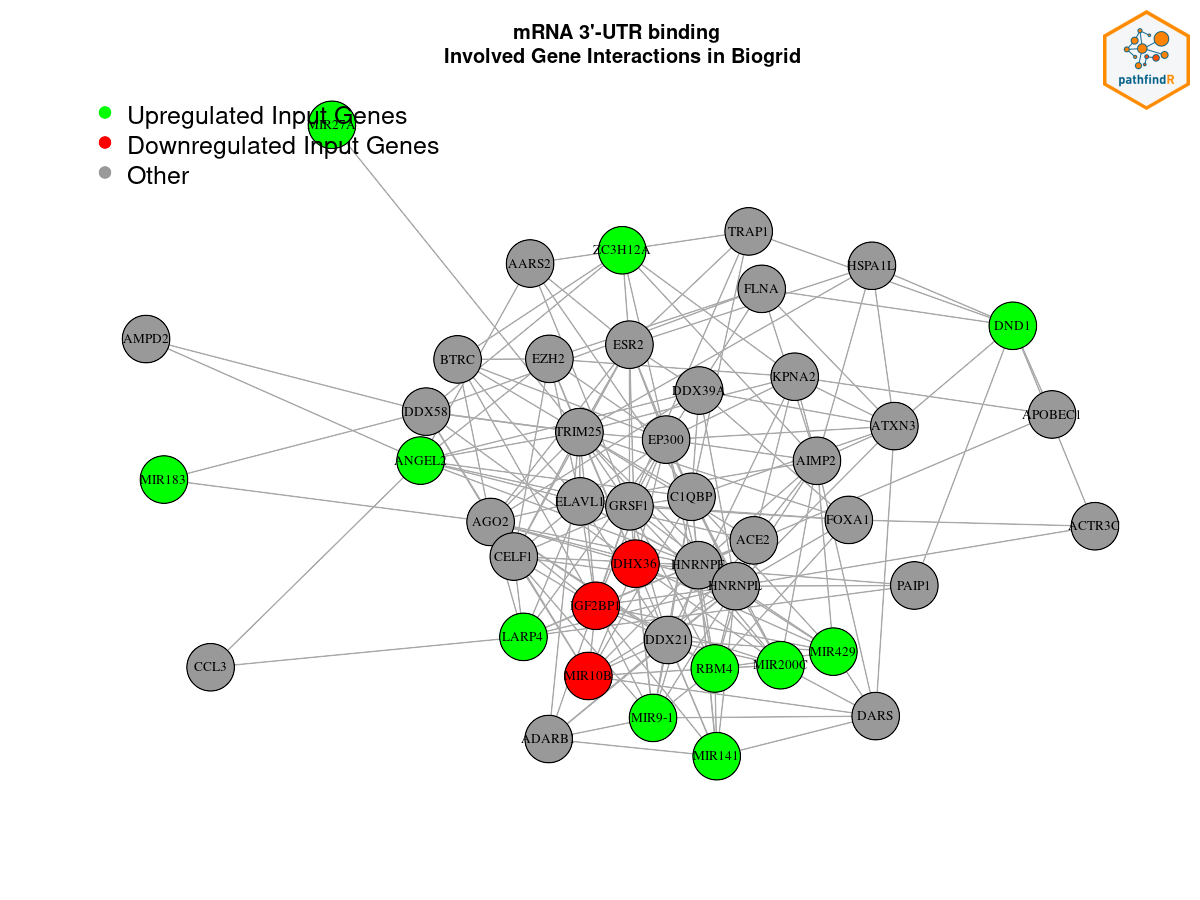 mRNA 3'-UTR binding
Involved Gene Interactions in Biogrid
pathfindR
Upregulated Input Genes
MIR27A
Downregulated Input Genes
Other
TRAP1
ZC3H12A
AARS2
HSPA1L
FLNA
DND1
AMPD2
ESR2
BTRC
EZH2
KPNA2
DDX39A
DDX58
APOBEC1
ATXN3
TRIM25
EP300
ANGEL2
AIMP2
MIR183
C1QBP
ELAVL1
GRSF1
AGO2
FOXA1
ACTR3C
ACE2
CELF1
DHX36
HNRNPF
HNRNPL
PAIP1
IGF2BP1
LARP4
DDX21
MIR429
CCL3
MIR200C
RBM4
MIR10B
DARS
MIR9-1
ADARB1
MIR141